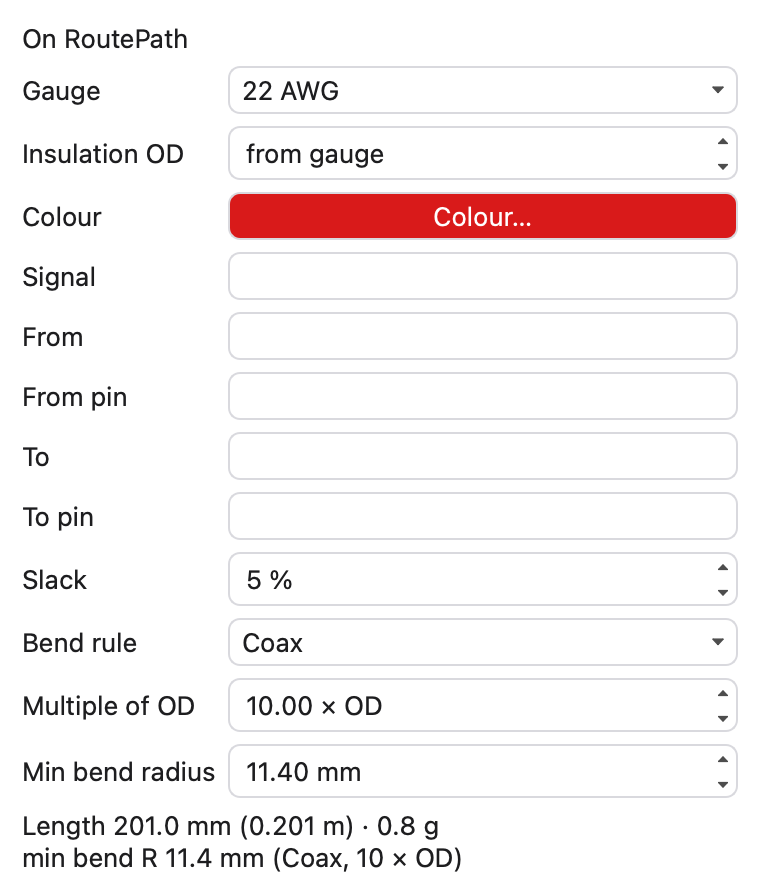 On RoutePath
Gauge 22 AWG
Insulation OD from gauge
Colour Colour...
Signal
From
From pin
To
To pin
Slack 5 %
Bend rule Coax
Multiple of OD 10.00 × OD
Min bend radius 11.40 mm
Length 201.0 mm (0.201 m) · 0.8 g
min bend R 11.4 mm (Coax, 10 × OD)